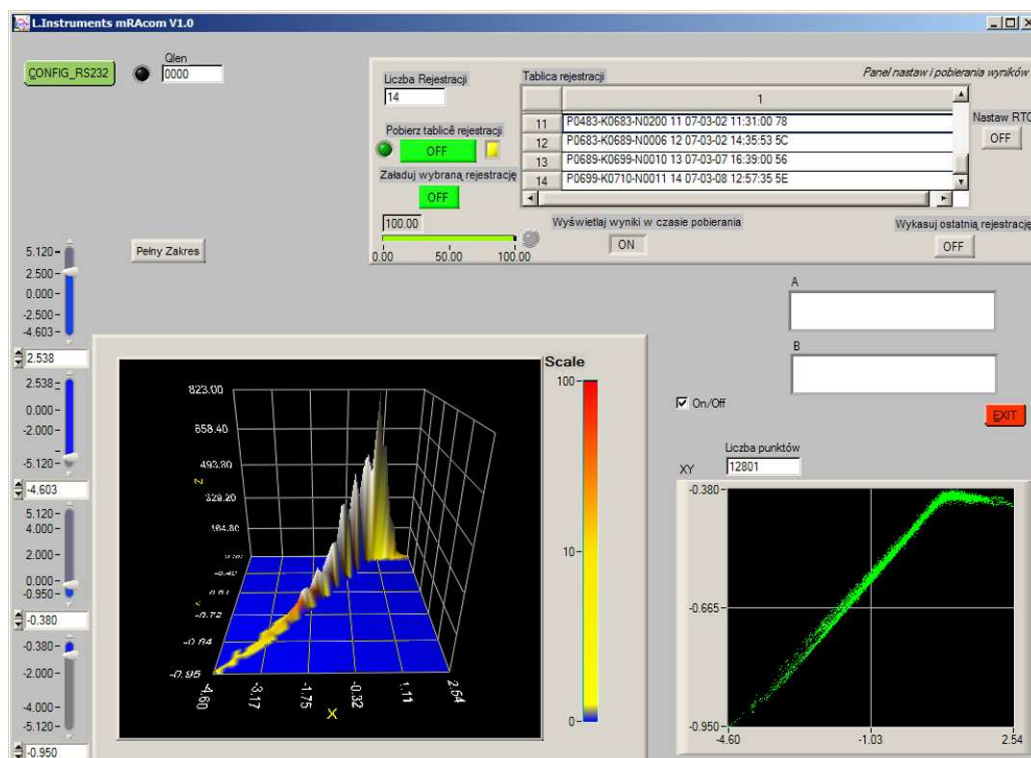 L.Instruments mRAcom V1.0
CONFIG_RS232
Qlen
0000
Panel nastaw i pobierania wyników
Liczba Rejestracji
14
Tablica rejestracji
1
11 P0483-K0683-N0200 11 07-03-02 11:31:00 78
12 P0683-K0689-N0006 12 07-03-02 14:35:53 5C
13 P0689-K0699-N0010 13 07-03-07 16:39:00 56
14 P0699-K0710-N0011 14 07-03-08 12:57:35 5E
Nastaw RTC
OFF
Pobierz tablicê rejestracji
OFF
Załaduj wybraną rejestrację
OFF
100.00
0.00 50.00 100.00
Wyświetlaj wyniki w czasie pobierania
ON
Wykasuj ostatnią rejestrację
OFF
Pełny Zakres
5.120
2.500
0.000
-2.500
-4.603
2.538
2.538
0.000
-2.000
-5.120
-4.603
5.120
4.000
2.000
0.000
-0.950
-0.380
-0.380
-2.000
-4.000
-5.120
-0.950
A
B
On/Off
EXIT
Scale
100
10
0
823.00
658.40
493.80
329.20
164.80
Z
-0.72
-0.84
-0.95
-4.60 -3.17 -1.75 -0.32 1.11 2.54
X
Liczba punktów
12801
XY
-0.380
-0.665
-0.950
-4.60 -1.03 2.54